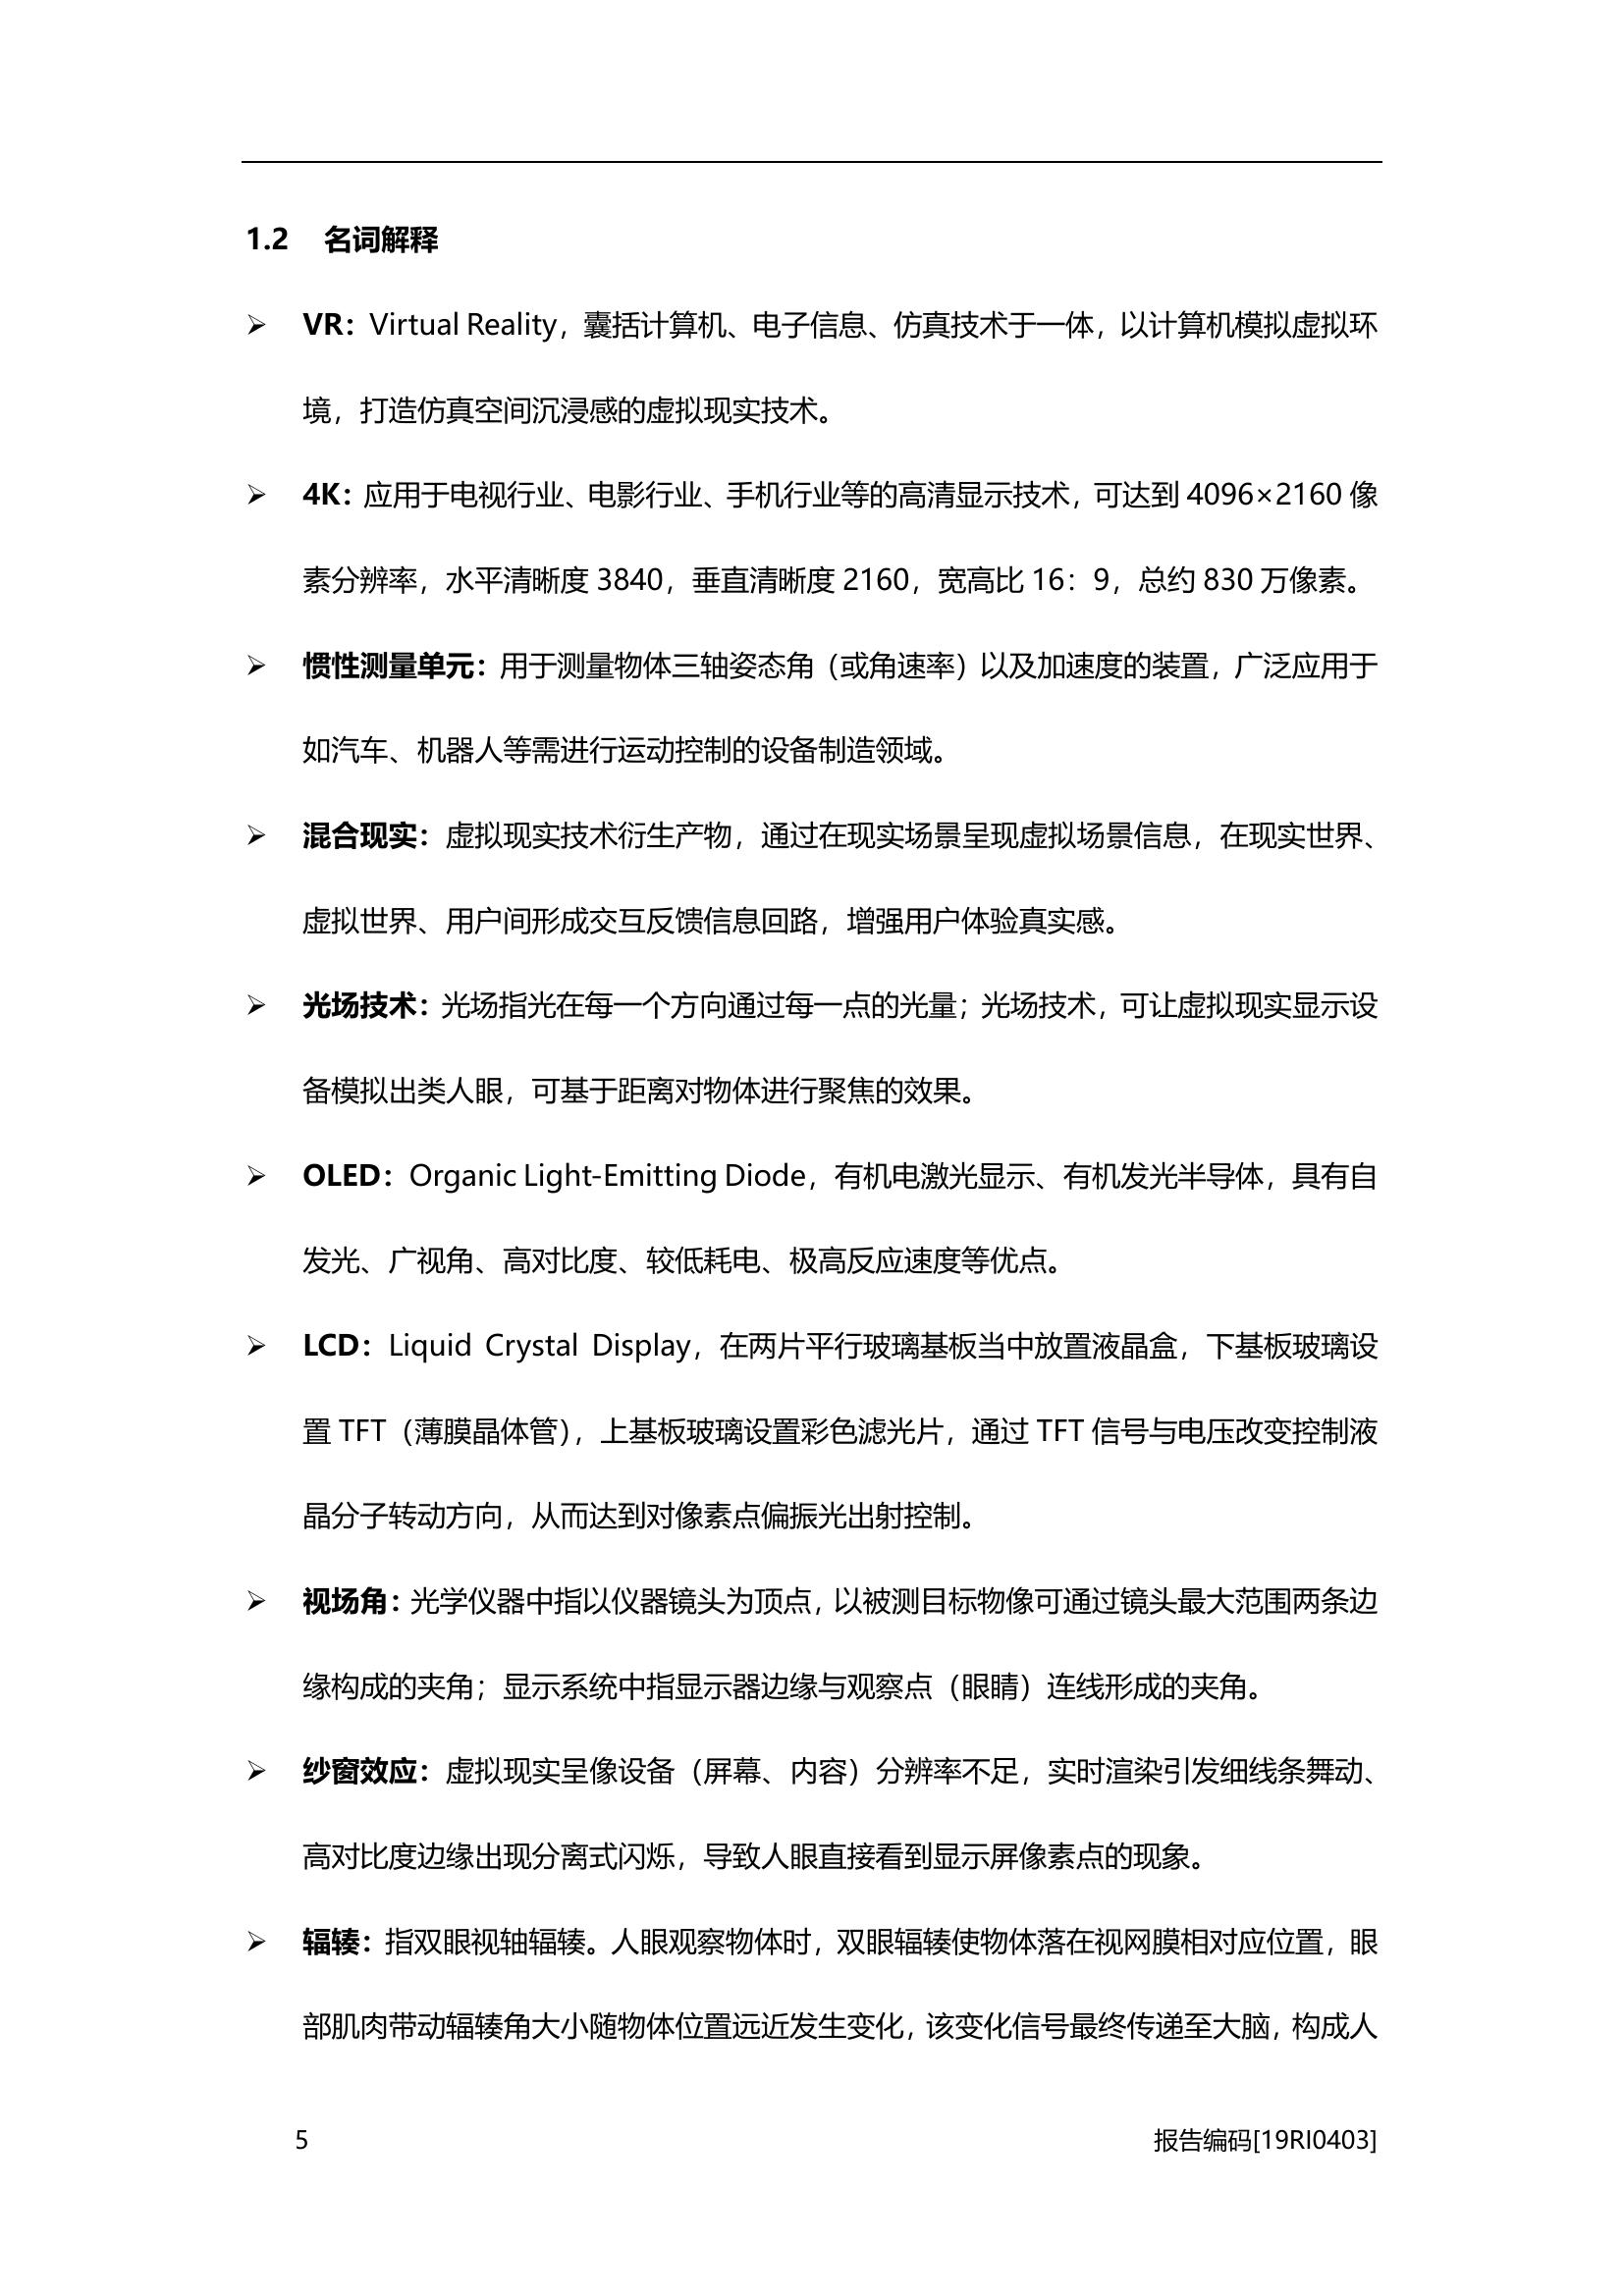 1.2 名词解释
➢ VR：Virtual Reality，囊括计算机、电子信息、仿真技术于一体，以计算机模拟虚拟环
境，打造仿真空间沉浸感的虚拟现实技术。
➢ 4K：应用于电视行业、电影行业、手机行业等的高清显示技术，可达到 4096×2160 像
素分辨率，水平清晰度 3840，垂直清晰度 2160，宽高比 16：9，总约 830 万像素。
➢ 惯性测量单元：用于测量物体三轴姿态角（或角速率）以及加速度的装置，广泛应用于
如汽车、机器人等需进行运动控制的设备制造领域。
➢ 混合现实：虚拟现实技术衍生产物，通过在现实场景呈现虚拟场景信息，在现实世界、
虚拟世界、用户间形成交互反馈信息回路，增强用户体验真实感。
➢ 光场技术：光场指光在每一个方向通过每一点的光量；光场技术，可让虚拟现实显示设
备模拟出类人眼，可基于距离对物体进行聚焦的效果。
➢ OLED：Organic Light-Emitting Diode，有机电激光显示、有机发光半导体，具有自
发光、广视角、高对比度、较低耗电、极高反应速度等优点。
➢ LCD：Liquid Crystal Display，在两片平行玻璃基板当中放置液晶盒，下基板玻璃设
置 TFT（薄膜晶体管），上基板玻璃设置彩色滤光片，通过 TFT 信号与电压改变控制液
晶分子转动方向，从而达到对像素点偏振光出射控制。
➢ 视场角：光学仪器中指以仪器镜头为顶点，以被测目标物像可通过镜头最大范围两条边
缘构成的夹角；显示系统中指显示器边缘与观察点（眼睛）连线形成的夹角。
➢ 纱窗效应：虚拟现实呈像设备（屏幕、内容）分辨率不足，实时渲染引发细线条舞动、
高对比度边缘出现分离式闪烁，导致人眼直接看到显示屏像素点的现象。
➢ 辐辏：指双眼视轴辐辏。人眼观察物体时，双眼辐辏使物体落在视网膜相对应位置，眼
部肌肉带动辐辏角大小随物体位置远近发生变化，该变化信号最终传递至大脑，构成人
5 报告编码[19RI0403]